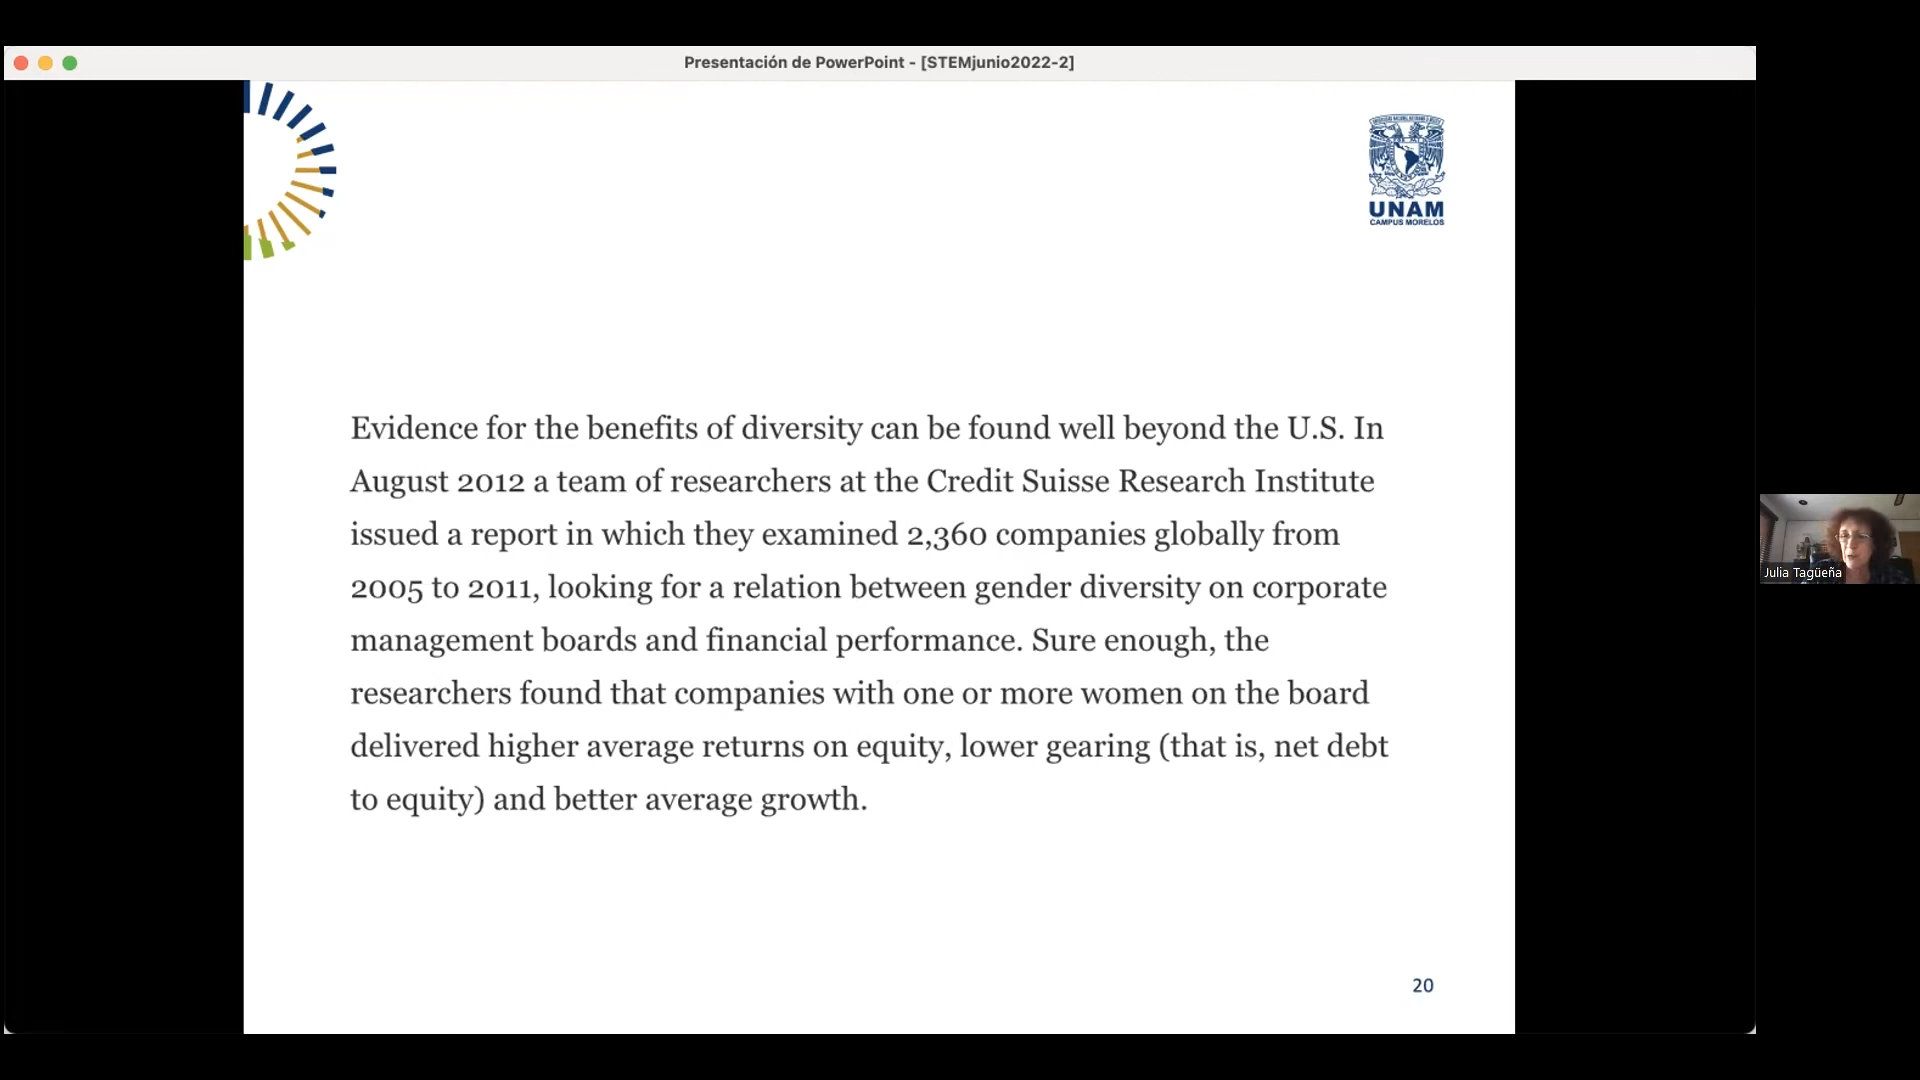 Presentación de PowerPoint - [STEMjunio2022-2]
UNAM
CAMPUS MORELOS
Evidence for the benefits of diversity can be found well beyond the U.S. In
August 2012 a team of researchers at the Credit Suisse Research Institute
issued a report in which they examined 2,360 companies globally from
2005 to 2011, looking for a relation between gender diversity on corporate
management boards and financial performance. Sure enough, the
researchers found that companies with one or more women on the board
delivered higher average returns on equity, lower gearing (that is, net debt
to equity) and better average growth.
Julia Tagüeña
20